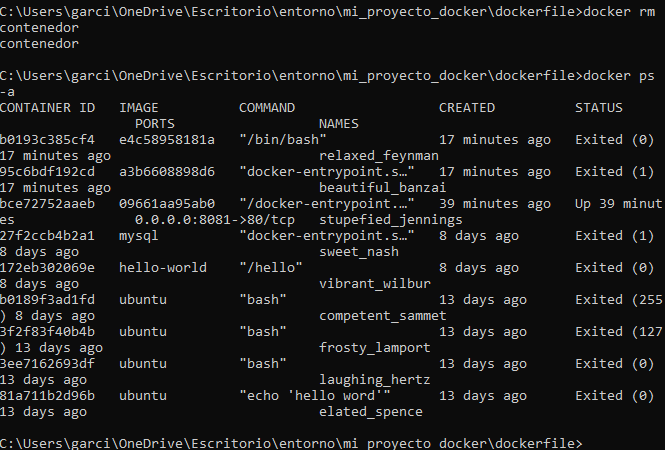 C:\Users\garci\OneDrive\Escritorio\entorno\mi_proyecto_docker\dockerfile>docker rm
contenedor
contenedor
C:\Users\garci\OneDrive\Escritorio\entorno\mi_proyecto_docker\dockerfile>docker ps
-a
CONTAINER ID   IMAGE          COMMAND                  CREATED          STATUS
                 PORTS                  NAMES
b0193c385cf4   e4c58958181a   "/bin/bash"              17 minutes ago   Exited (0)
17 minutes ago                          relaxed_feynman
95c6bdf192cd   a3b6608898d6   "docker-entrypoint.s…"   17 minutes ago   Exited (1)
17 minutes ago                          beautiful_banzai
bce72752aaeb   09661aa95ab0   "/docker-entrypoint.…"   39 minutes ago   Up 39 minut
es               0.0.0.0:8081->80/tcp   stupefied_jennings
27f2ccb4b2a1   mysql          "docker-entrypoint.s…"   8 days ago       Exited (1)
8 days ago                              sweet_nash
172eb302069e   hello-world    "/hello"                 8 days ago       Exited (0)
8 days ago                              vibrant_wilbur
b0189f3ad1fd   ubuntu         "bash"                   13 days ago      Exited (255
) 8 days ago                            competent_sammet
3f2f83f40b4b   ubuntu         "bash"                   13 days ago      Exited (127
) 13 days ago                           frosty_lamport
3ee7162693df   ubuntu         "bash"                   13 days ago      Exited (0)
13 days ago                             laughing_hertz
81a711b2d96b   ubuntu         "echo 'hello word'"      13 days ago      Exited (0)
13 days ago                             elated_spence
C:\Users\garci\OneDrive\Escritorio\entorno\mi_proyecto_docker\dockerfile>